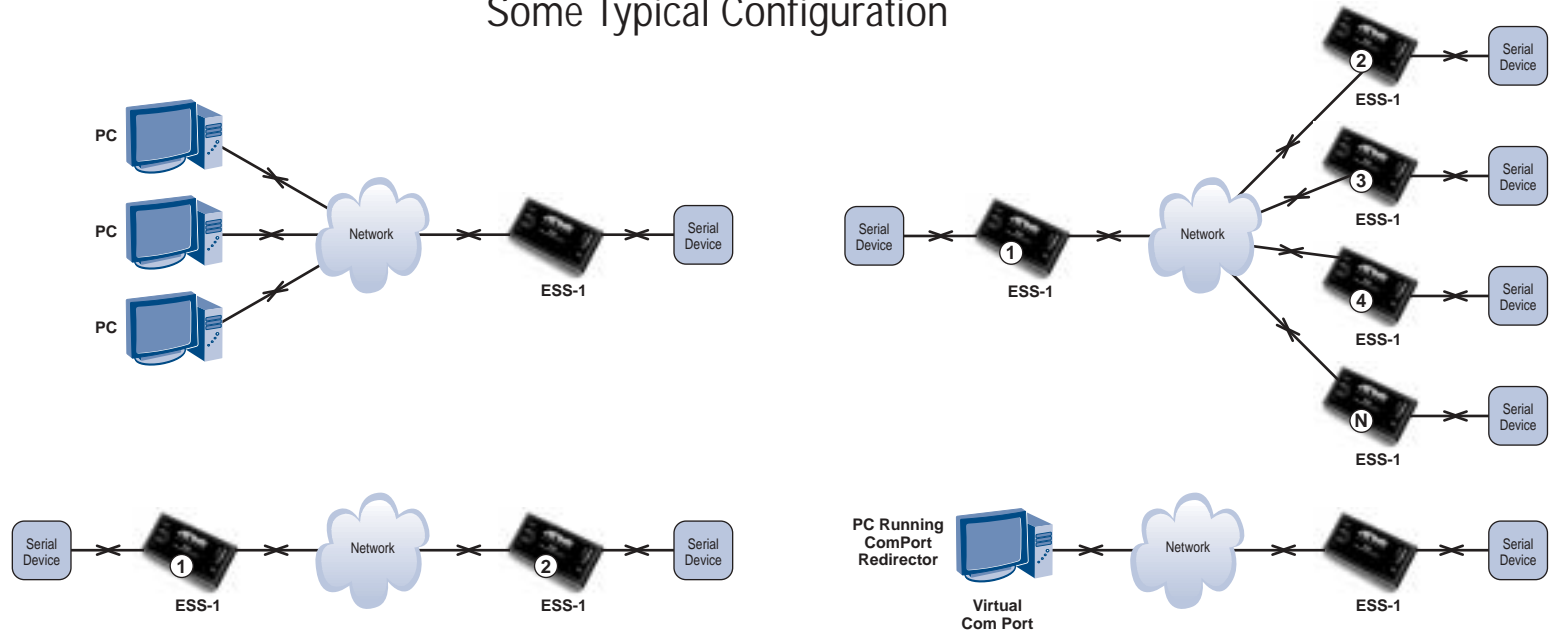 Some Typical Configuration
PC
PC
PC
Network
ESS-1
Serial
Device
Serial
Device
1
ESS-1
Network
2
ESS-1
Serial
Device
3
ESS-1
Serial
Device
4
ESS-1
Serial
Device
N
ESS-1
Serial
Device
Serial
Device
1
ESS-1
Network
2
ESS-1
Serial
Device
PC Running
ComPort
Redirector
Virtual
Com Port
Network
ESS-1
Serial
Device